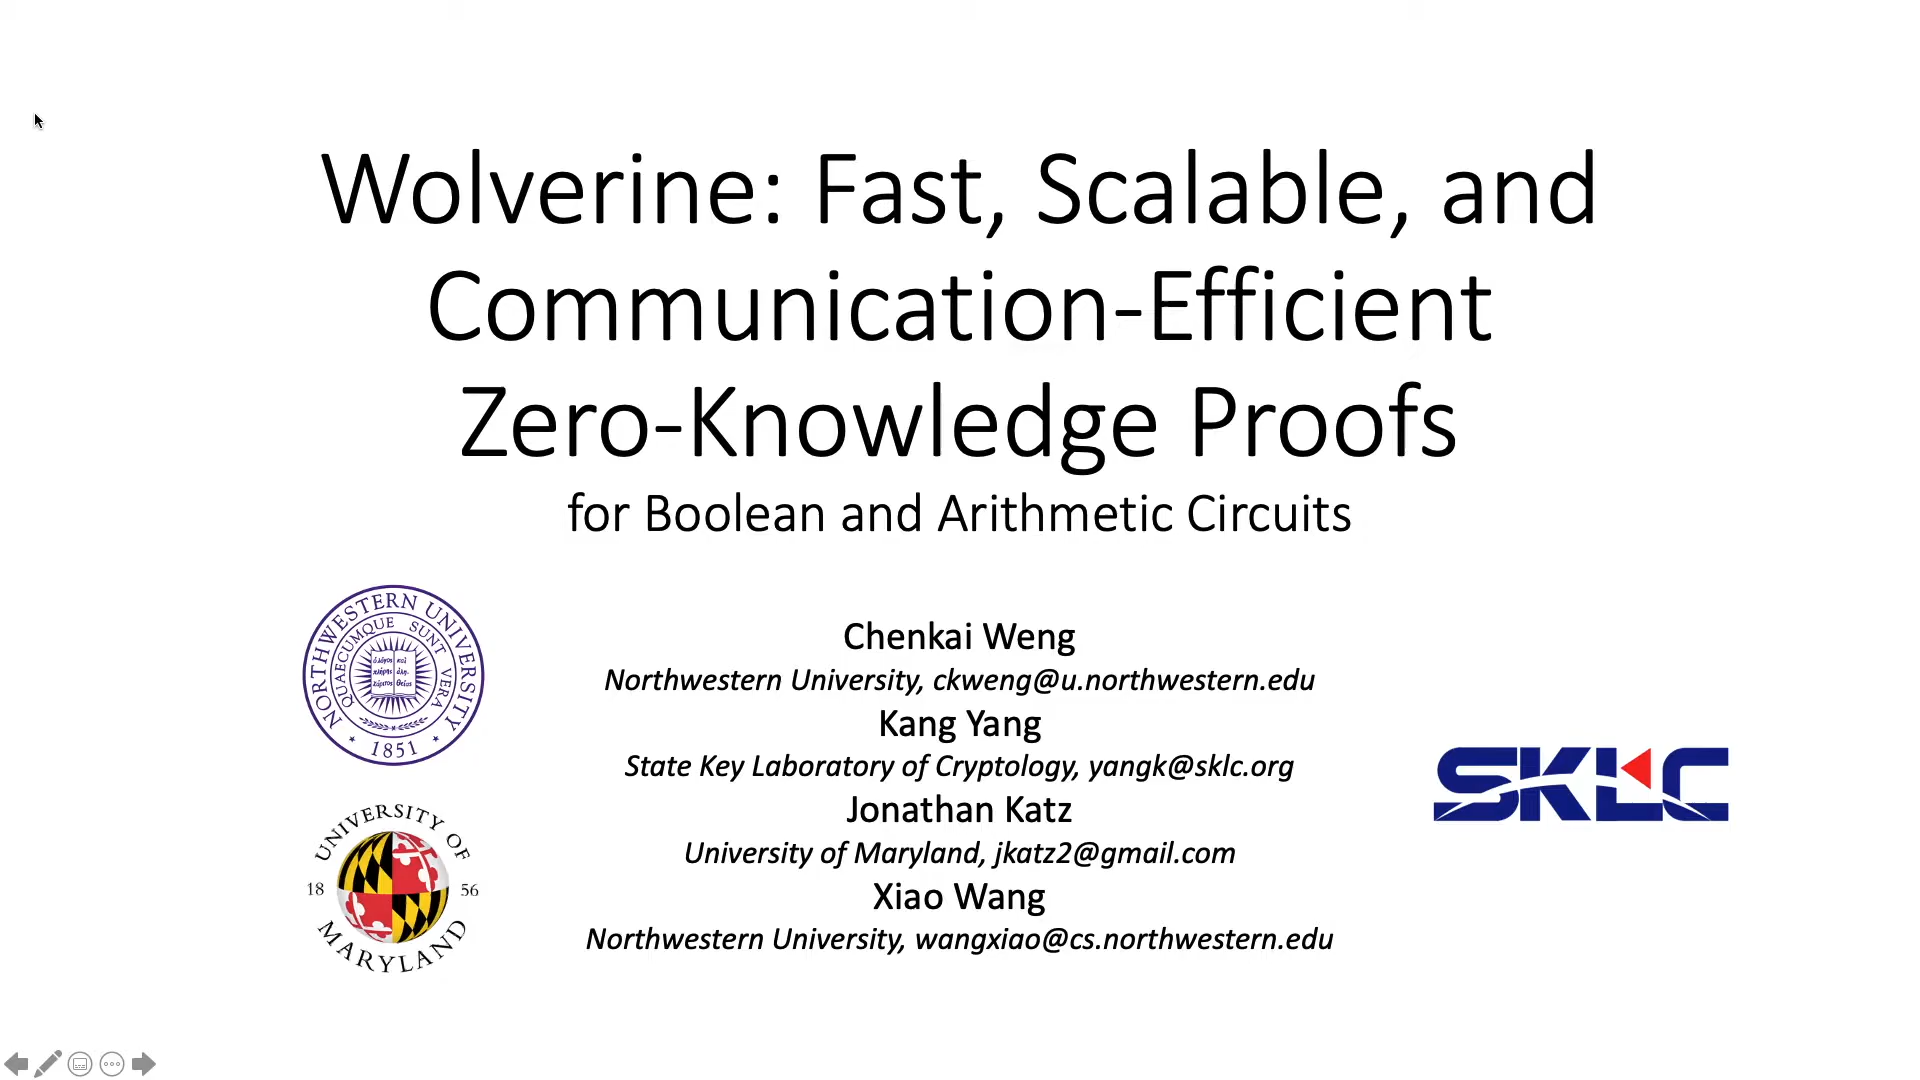 Wolverine: Fast, Scalable, and
Communication-Efficient
Zero-Knowledge Proofs
for Boolean and Arithmetic Circuits
Chenkai Weng
Northwestern University, ckweng@u.northwestern.edu
Kang Yang
State Key Laboratory of Cryptology, yangk@sklc.org
Jonathan Katz
University of Maryland, jkatz2@gmail.com
Xiao Wang
Northwestern University, wangxiao@cs.northwestern.edu
NORTHWESTERN UNIVERSITY
QUAECUMQUE SUNT VERA
1851
UNIVERSITY OF
18 56
MARYLAND
SKLC